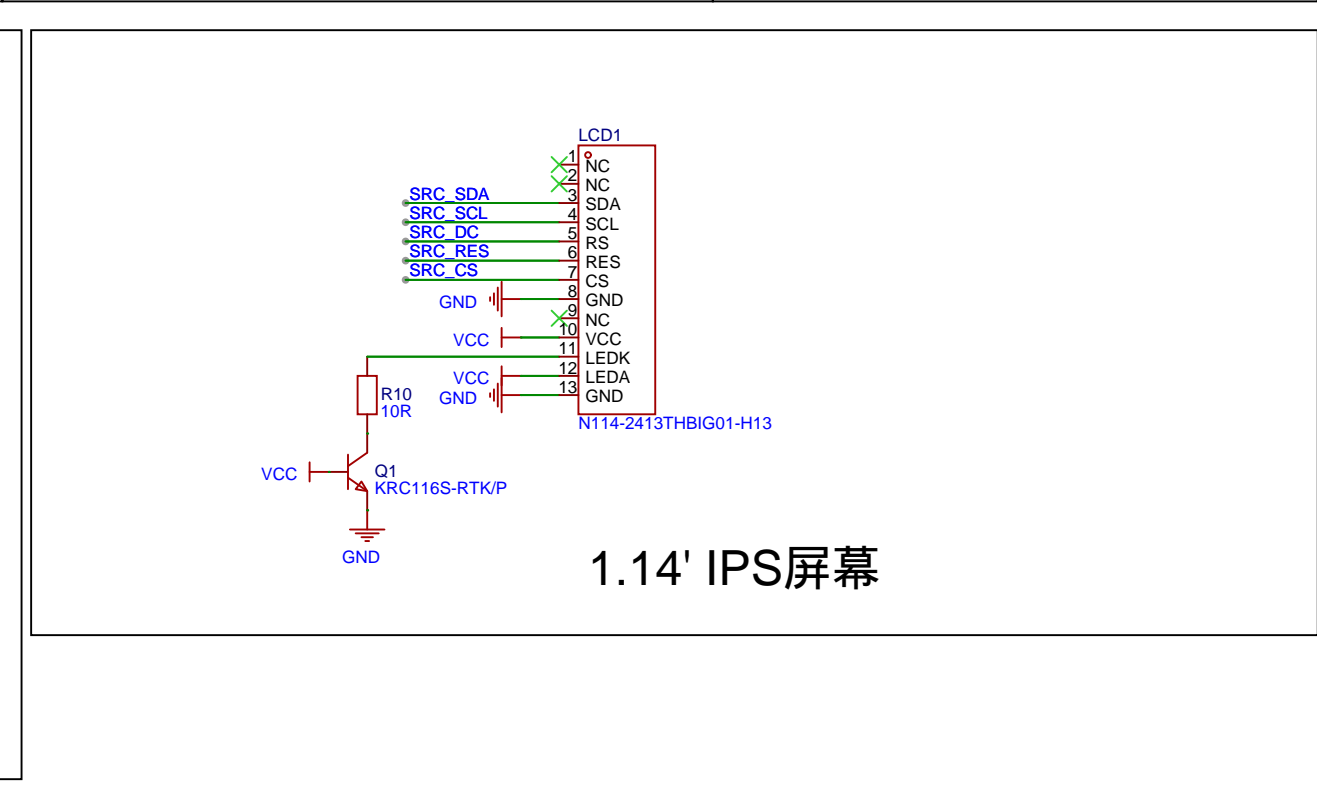 LCD1
1
NC
2
NC
SRC_SDA
3
SDA
SRC_SCL
4
SCL
SRC_DC
5
RS
SRC_RES
6
RES
SRC_CS
7
CS
GND
8
GND
9
NC
VCC
10
VCC
11
LEDK
VCC
12
LEDA
GND
13
GND
R10
10R
N114-2413THBIG01-H13
VCC
Q1
KRC116S-RTK/P
GND
1.14' IPS屏幕